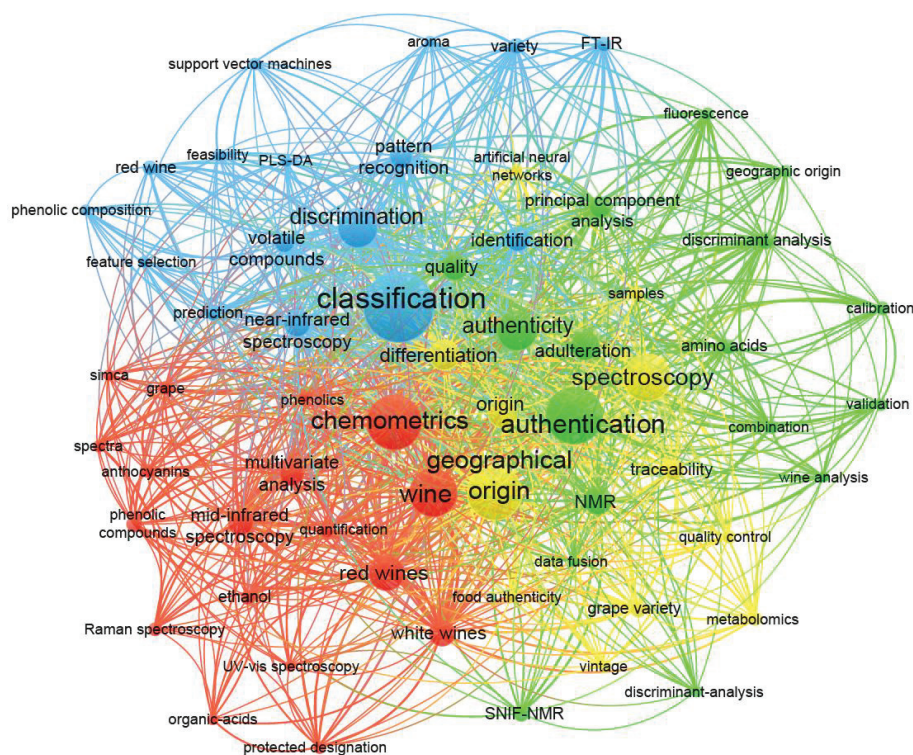 aroma
variety
FT-IR
support vector machines
fluorescence
pattern
recognition
artificial neural
networks
feasibility
PLS-DA
red wine
geographic origin
principal component
analysis
phenolic composition
discrimination
volatile
compounds
identification
discriminant analysis
feature selection
quality
classification
samples
prediction
near-infrared
spectroscopy
authenticity
calibration
differentiation
adulteration
amino acids
simca
grape
phenolics
spectroscopy
origin
validation
chemometrics
authentication
combination
spectra
anthocyanins
multivariate
analysis
geographical
origin
traceability
wine analysis
wine
NMR
phenolic
compounds
mid-infrared
spectroscopy
quantification
quality control
data fusion
red wines
ethanol
food authenticity
grape variety
metabolomics
Raman spectroscopy
white wines
UV-vis spectroscopy
vintage
discriminant-analysis
organic-acids
SNIF-NMR
protected designation